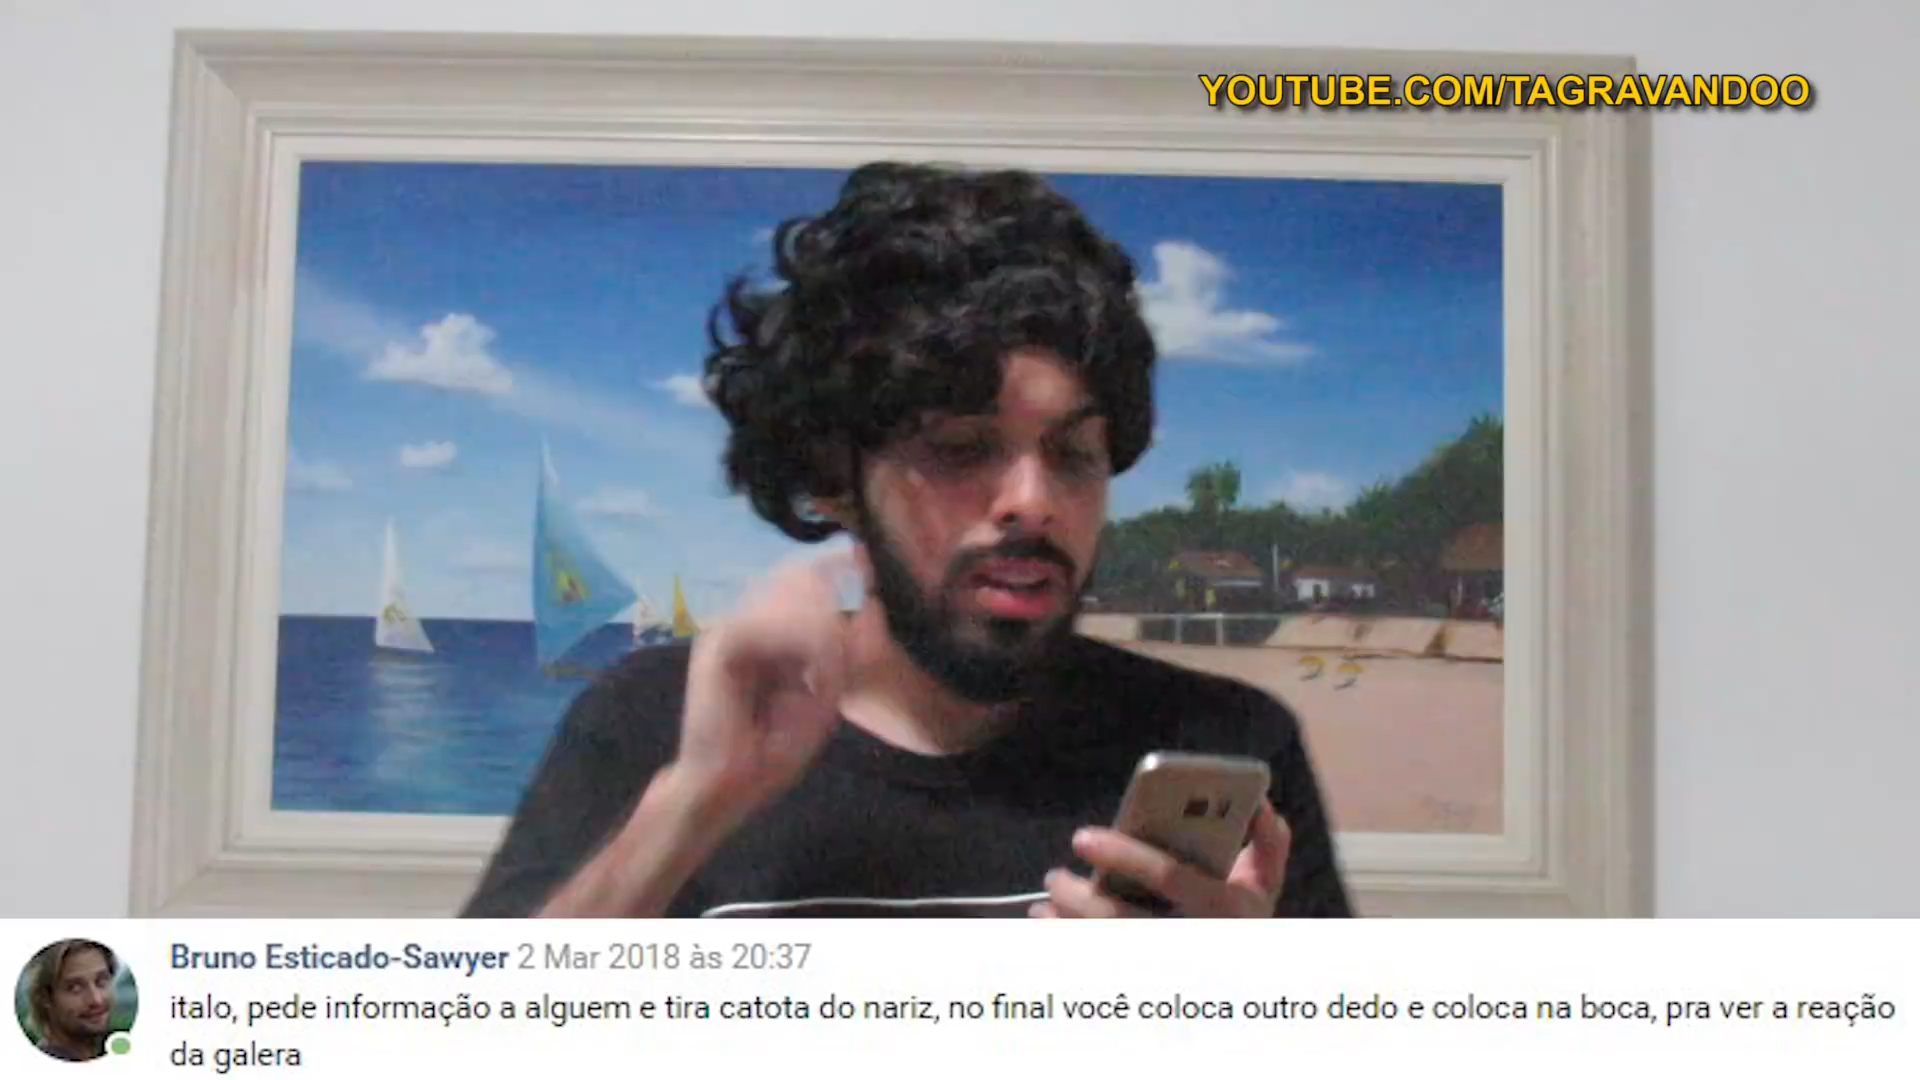 YOUTUBE.COM/TAGRAVANDOO
Bruno Esticado-Sawyer 2 Mar 2018 às 20:37
italo, pede informação a alguem e tira catota do nariz, no final você coloca outro dedo e coloca na boca, pra ver a reação
da galera